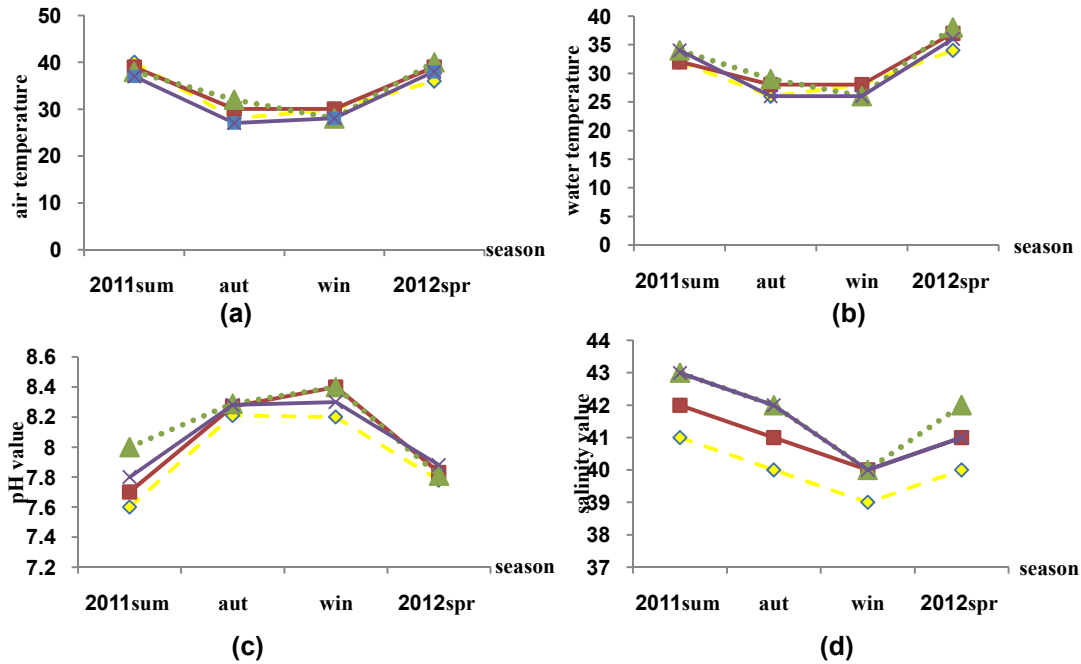 50
40
30
20
10
0
air temperature
season
2011sum aut win 2012spr
(a)
40
35
30
25
20
15
10
5
0
water temperature
season
2011sum aut win 2012spr
(b)
8.6
8.4
8.2
8
7.8
7.6
7.4
7.2
pH value
season
2011sum aut win 2012spr
(c)
44
43
42
41
40
39
38
37
salinity value
season
2011sum aut win 2012spr
(d)